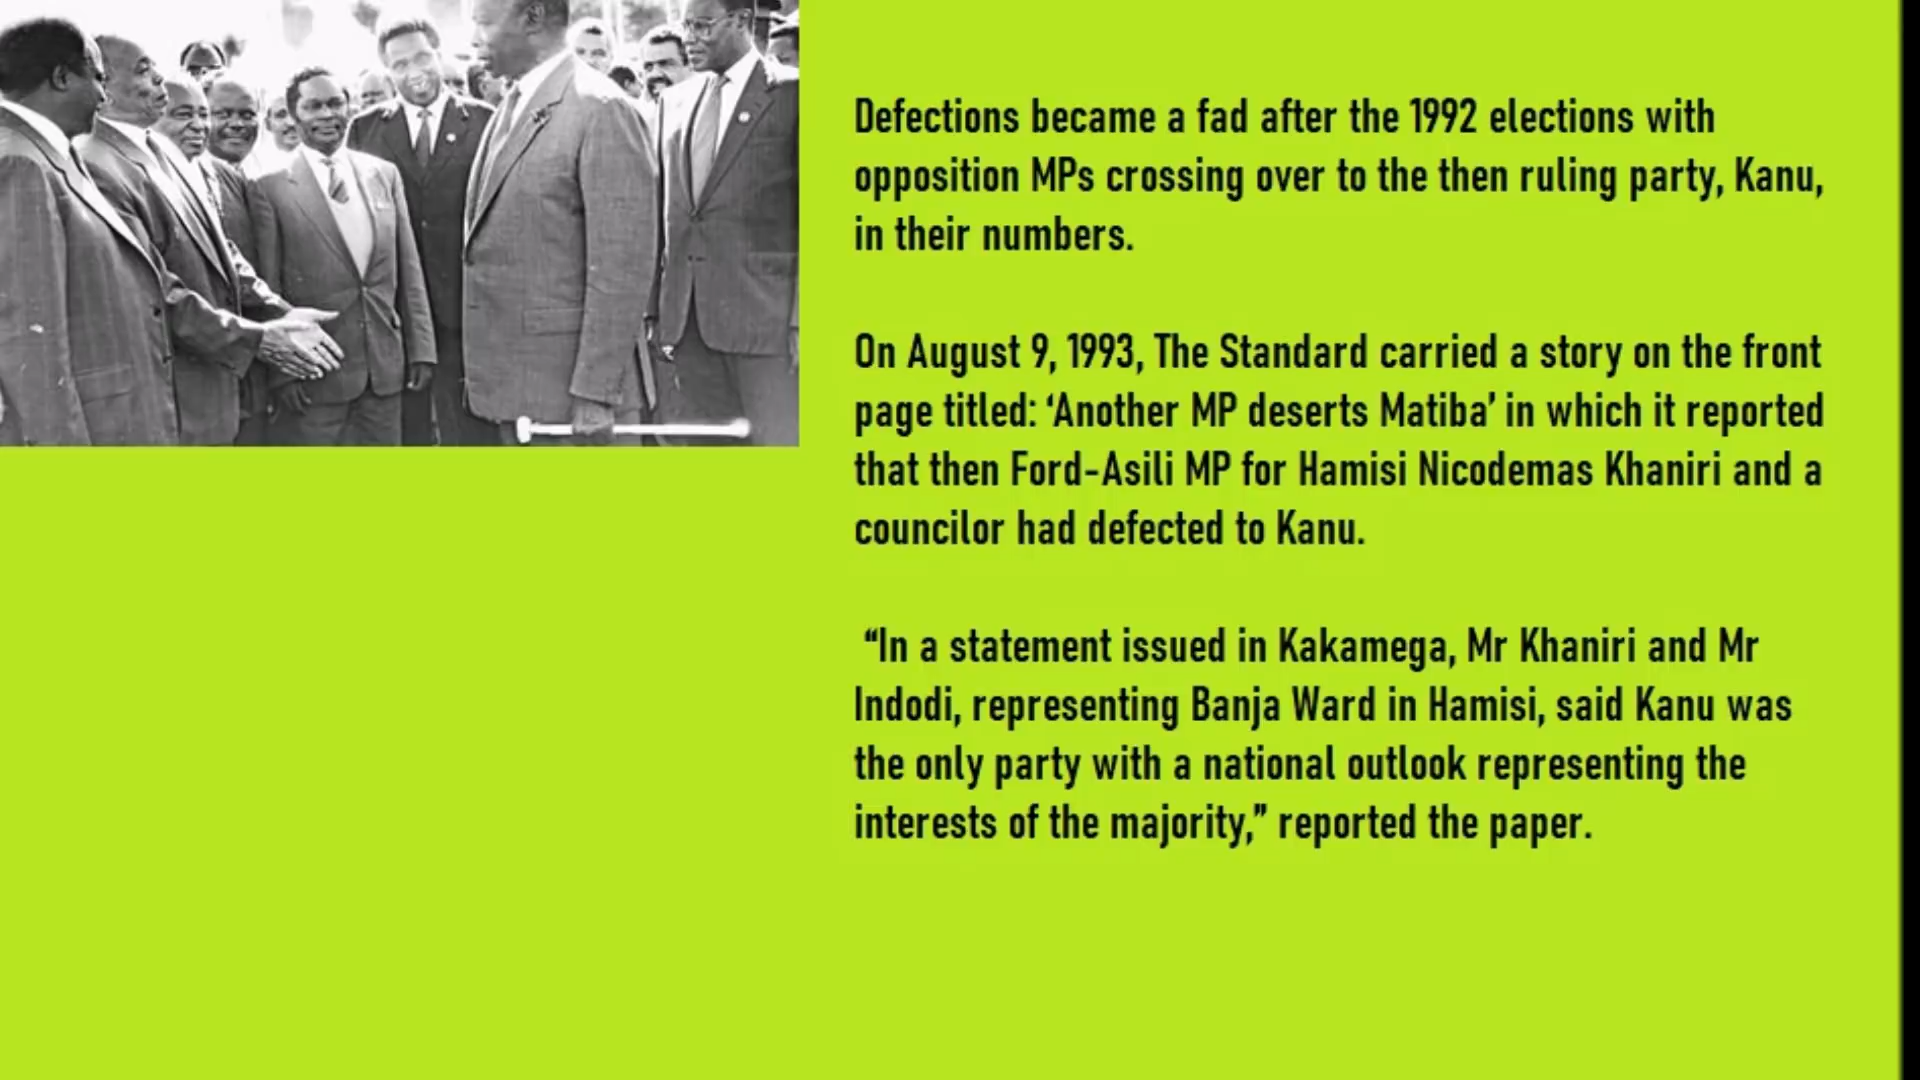 Defections became a fad after the 1992 elections with
opposition MPs crossing over to the then ruling party, Kanu,
in their numbers.
On August 9, 1993, The Standard carried a story on the front
page titled: ‘Another MP deserts Matiba’ in which it reported
that then Ford-Asili MP for Hamisi Nicodemas Khaniri and a
councilor had defected to Kanu.
“In a statement issued in Kakamega, Mr Khaniri and Mr
Indodi, representing Banja Ward in Hamisi, said Kanu was
the only party with a national outlook representing the
interests of the majority,” reported the paper.